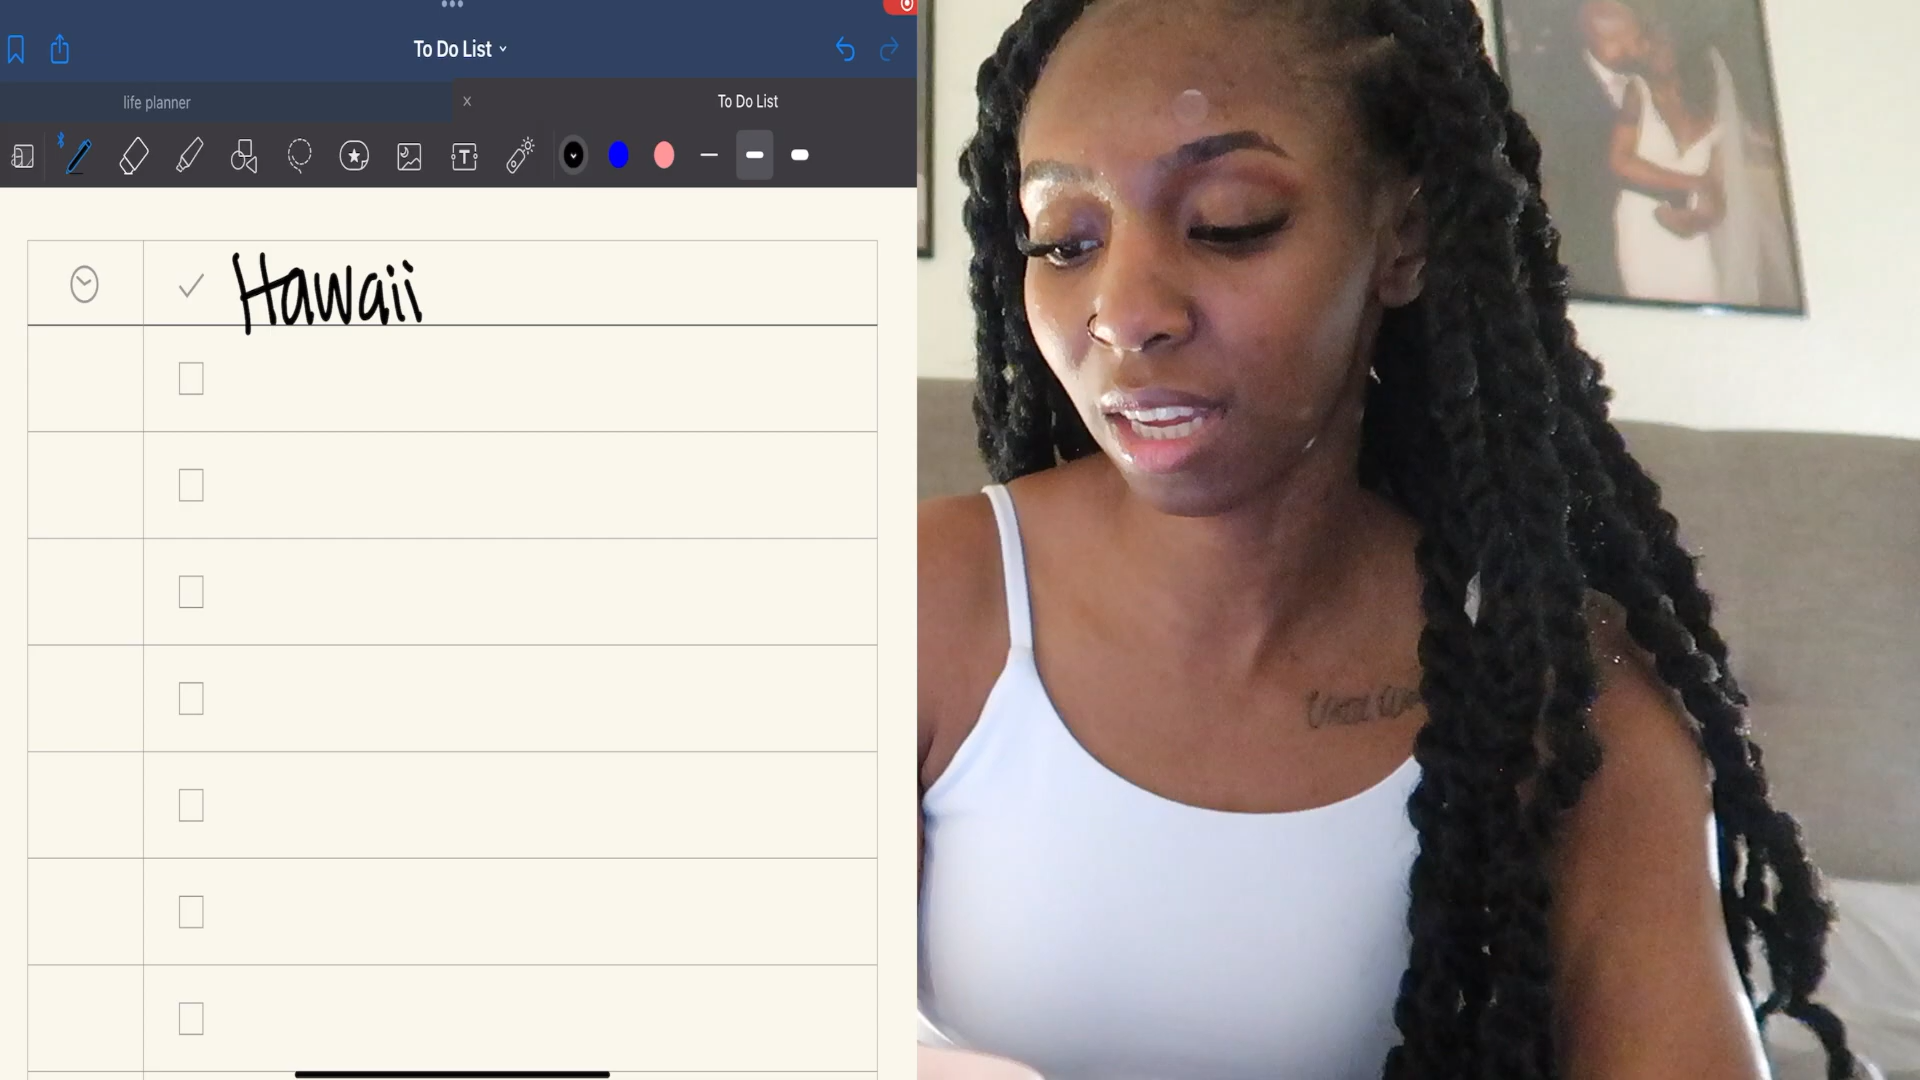 To Do List
life planner
To Do List
T
Hawaii